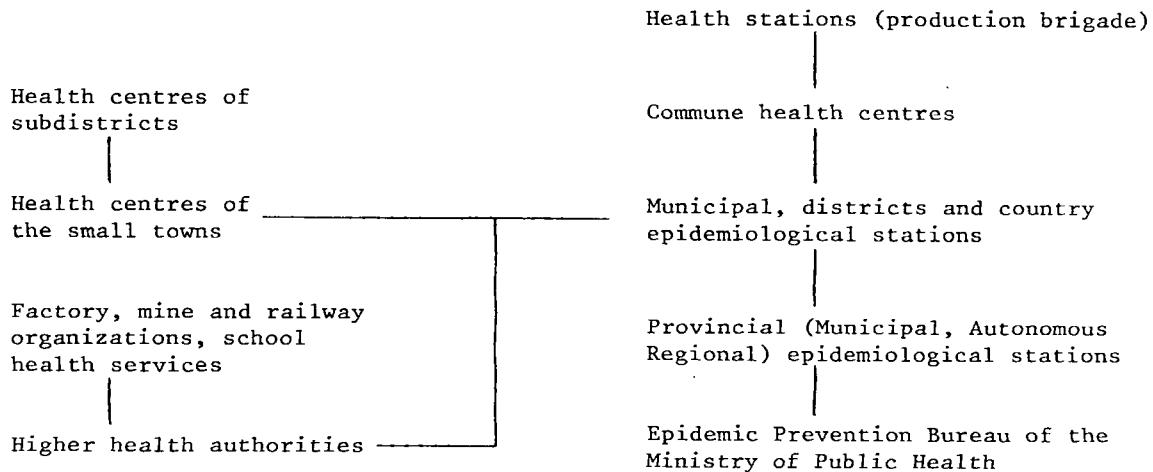 Health centres of
subdistricts
Health centres of
the small towns
Factory, mine and railway
organizations, school
health services
Higher health authorities
Health stations (production brigade)
Commune health centres
Municipal, districts and country
epidemiological stations
Provincial (Municipal, Autonomous
Regional) epidemiological stations
Epidemic Prevention Bureau of the
Ministry of Public Health